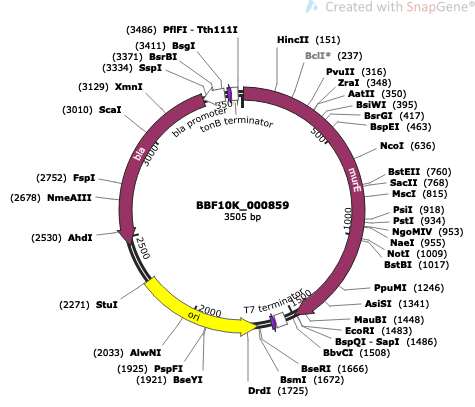 Created with SnapGene®
(3486) PflFI - Tth111I
(3411) BsgI
(3371) BsrBI
(3334) SspI
(3129) XmnI
(3010) ScaI
(2752) FspI
(2678) NmeAIII
(2530) AhdI
(2271) StuI
(2033) AlwNI
(1925) PspFI
(1921) BseYI
HincII (151)
BclI* (237)
PvuII (316)
ZraI (348)
AatII (350)
BsiWI (395)
BsrGI (417)
BspEI (463)
NcoI (636)
BstEII (760)
SacII (768)
MscI (815)
PsiI (918)
PstI (934)
NgoMIV (953)
NaeI (955)
NotI (1009)
BstBI (1017)
PpuMI (1246)
AsiSI (1341)
MauBI (1448)
EcoRI (1483)
BspQI - SapI (1486)
BbvCI (1508)
BseRI (1666)
BsmI (1672)
DrdI (1725)
BBF10K_000859
3505 bp
bla promoter
tonB terminator
T7 terminator
bla
murE
ori
500
1000
1500
2000
2500
3000